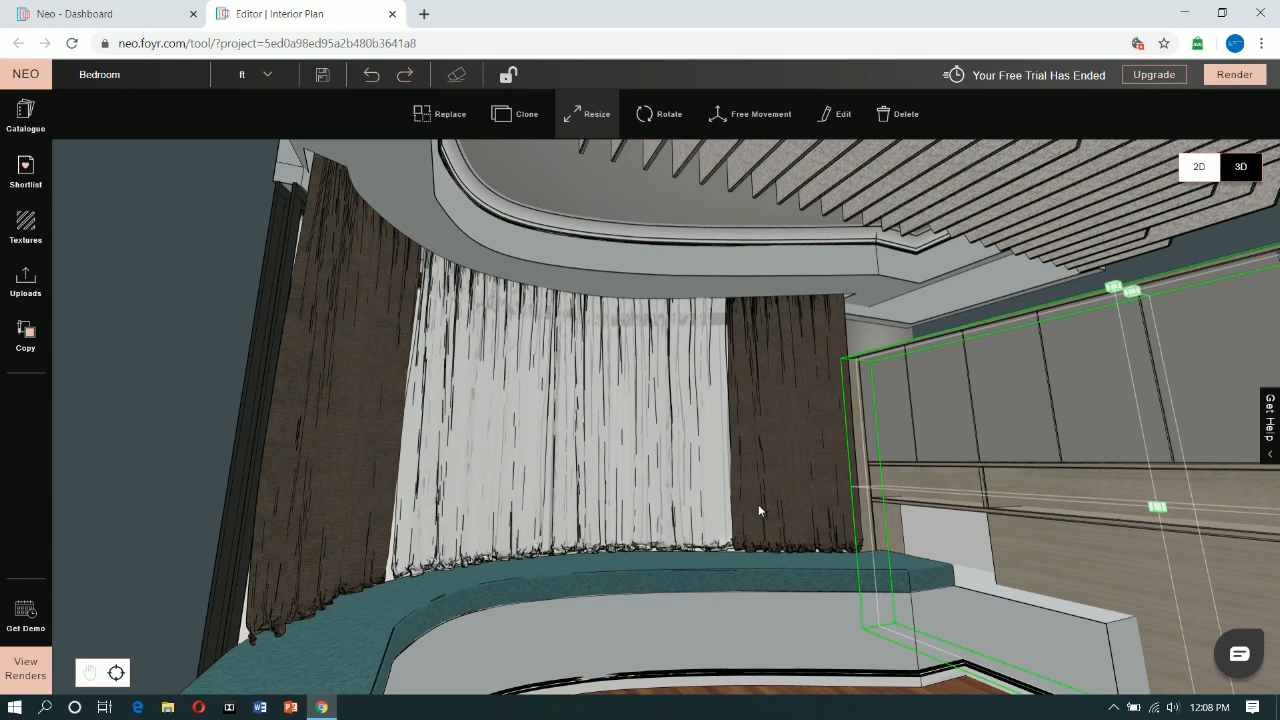 Neo - Dashboard
Editor | Interior Plan
neo.foyr.com/tool/?project=5ed0a98ed95a2b480b3641a8
NEO
Bedroom
ft
Your Free Trial Has Ended
Upgrade
Render
Catalogue
Replace
Clone
Resize
Rotate
Free Movement
Edit
Delete
2D
3D
Shortlist
Textures
Uploads
Copy
Get Help
Get Demo
View
Renders
12:08 PM